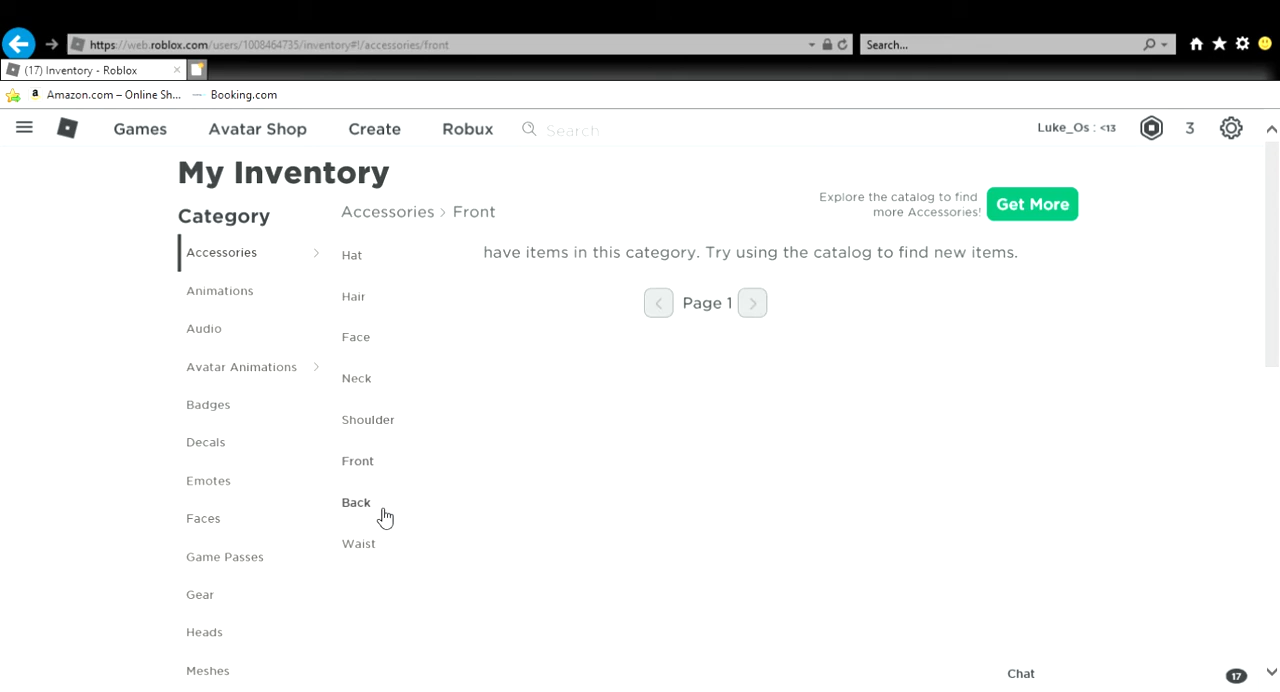 https://web.roblox.com/users/1008464735/inventory#!/accessories/front
Search...
(17) Inventory - Roblox
Amazon.com – Online Sh...
Booking.com
Games
Avatar Shop
Create
Robux
Search
Luke_Os : <13
3
My Inventory
Explore the catalog to find
more Accessories!
Get More
Category
Accessories > Front
Accessories
Animations
Audio
Avatar Animations
Badges
Decals
Emotes
Faces
Game Passes
Gear
Heads
Meshes
Hat
Hair
Face
Neck
Shoulder
Front
Back
Waist
have items in this category. Try using the catalog to find new items.
Page 1
Chat
17